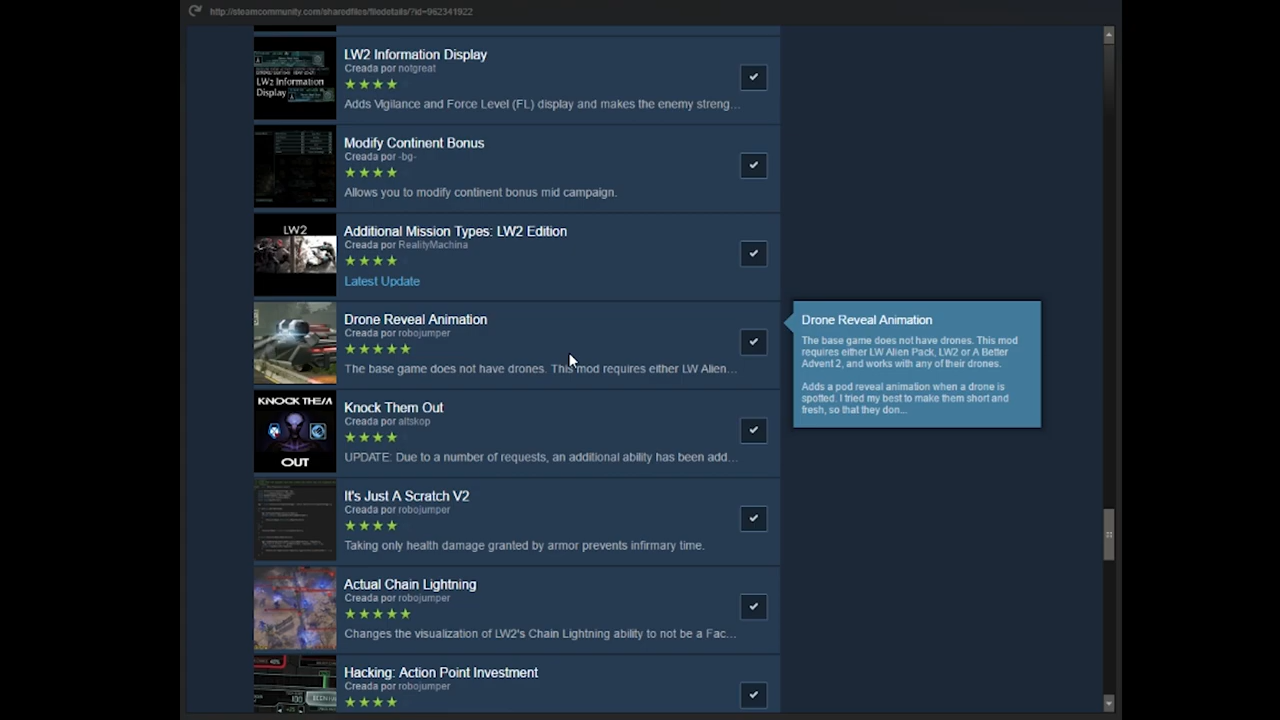 http://steamcommunity.com/sharedfiles/filedetails/?id=962341922
LW2 Information Display
Creada por notgreat
LW2 Information
Display
Adds Vigilance and Force Level (FL) display and makes the enemy streng...
Modify Continent Bonus
Creada por -bg-
Allows you to modify continent bonus mid campaign.
LW2
Additional Mission Types: LW2 Edition
Creada por RealityMachina
Latest Update
Drone Reveal Animation
Creada por robojumper
The base game does not have drones. This mod requires either LW Alien...
Drone Reveal Animation
The base game does not have drones. This mod
requires either LW Alien Pack, LW2 or A Better
Advent 2, and works with any of their drones.
Adds a pod reveal animation when a drone is
spotted. I tried my best to make them short and
fresh, so that they don...
KNOCK THEM
OUT
Knock Them Out
Creada por altskop
UPDATE: Due to a number of requests, an additional ability has been add...
It's Just A Scratch V2
Creada por robojumper
Taking only health damage granted by armor prevents infirmary time.
Actual Chain Lightning
Creada por robojumper
Changes the visualization of LW2's Chain Lightning ability to not be a Fac...
Hacking: Action Point Investment
Creada por robojumper